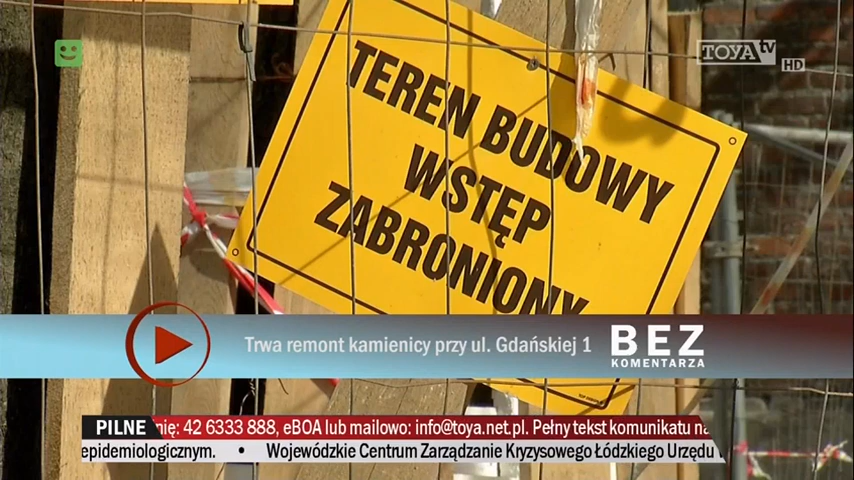 TOYA tv
HD
TEREN BUDOWY
WSTĘP
ZABRONIONY
Trwa remont kamienicy przy ul. Gdańskiej 1
BEZ
KOMENTARZA
PILNE
nię: 42 6333 888, eBOA lub mailowo: info@toya.net.pl. Pełny tekst komunikatu na
epidemiologicznym. • Wojewódzkie Centrum Zarządzanie Kryzysowego Łódzkiego Urzędu